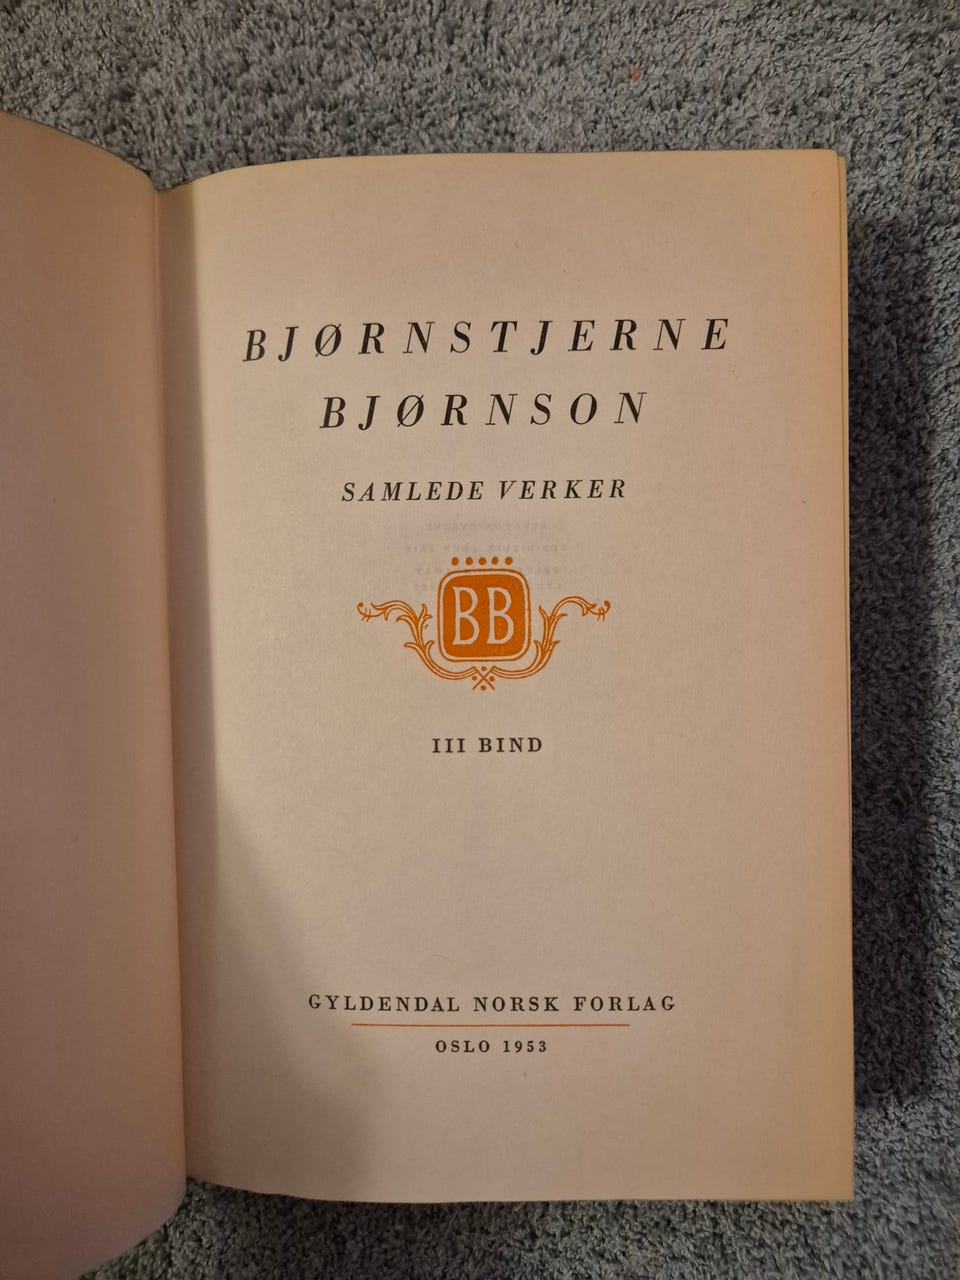 BJØRNSTJERNE
BJØRNSON
SAMLEDE VERKER
BB
III BIND
GYLDENDAL NORSK FORLAG
OSLO 1953